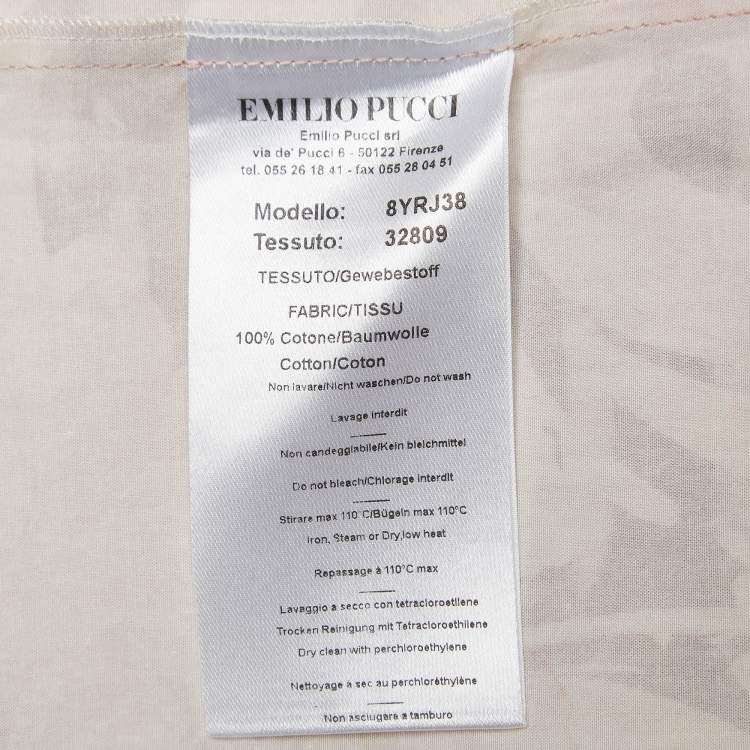 EMILIO PUCCI
Emilio Pucci srl
via de' Pucci 6 - 50122 Firenze
tel. 055 26 18 41 - fax 055 28 04 51
Modello: 8YRJ38
Tessuto: 32809
TESSUTO/Gewebestoff
FABRIC/TISSU
100% Cotone/Baumwolle
Cotton/Coton
Non lavare/Nicht waschen/Do not wash
Lavage interdit
Non candeggiabile/Kein bleichmittel
Do not bleach/Chlorage interdit
Stirare max 110°C/Bügeln max 110°C
Iron, Steam or Dry,low heat
Repassage à 110°C max
Lavaggio a secco con tetracloroetilene
Trocken Reinigung mit Tetracloroethilene
Dry clean with perchloroethylene
Nettoyage à sec au perchloréthylène
Non asciugare a tamburo